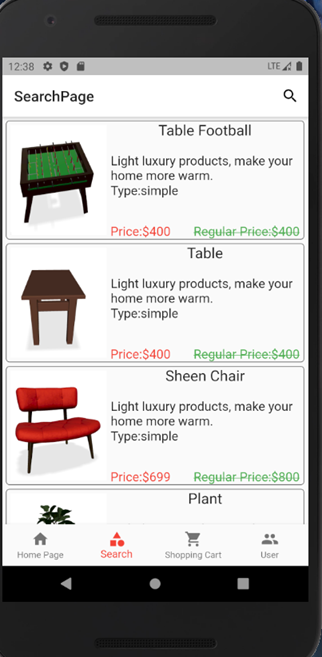 12:38
LTE
SearchPage
Table Football
Light luxury products, make your
home more warm.
Type:simple
Price:$400 Regular Price:$400
Table
Light luxury products, make your
home more warm.
Type:simple
Price:$400 Regular Price:$400
Sheen Chair
Light luxury products, make your
home more warm.
Type:simple
Price:$699 Regular Price:$800
Plant
Home Page Search Shopping Cart User